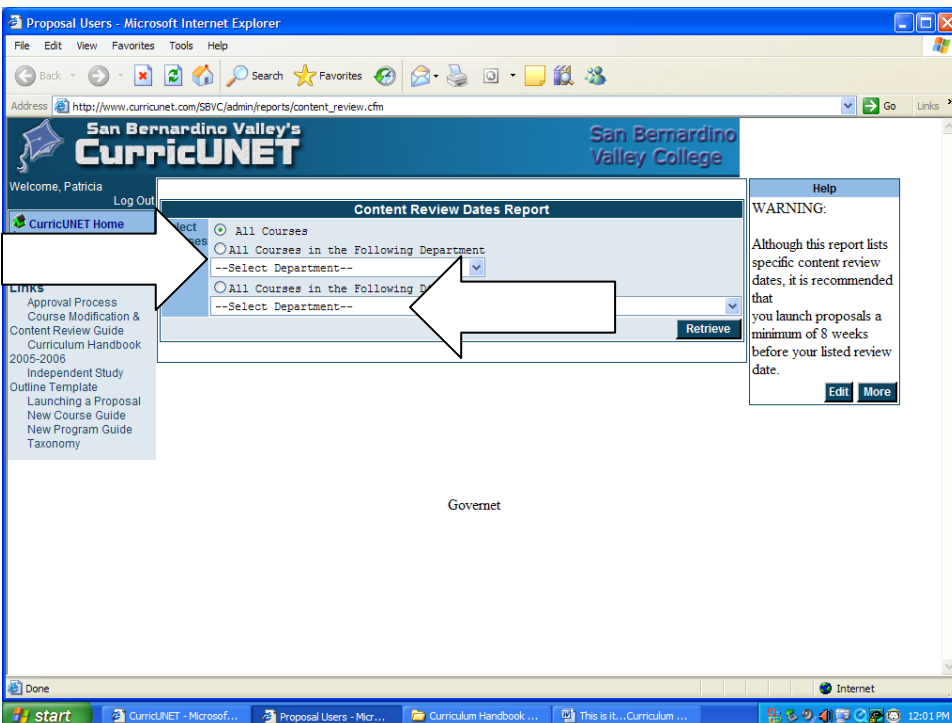 Proposal Users - Microsoft Internet Explorer
File Edit View Favorites Tools Help
Back Search Favorites
Address http://www.curricunet.com/SBVC/admin/reports/content_review.cfm Go Links
San Bernardino Valley's
CurricUNET
San Bernardino
Valley College
Welcome, Patricia
Log Out
CurricUNET Home
Links
Approval Process
Course Modification &
Content Review Guide
Curriculum Handbook
2005-2006
Independent Study
Outline Template
Launching a Proposal
New Course Guide
New Program Guide
Taxonomy
Content Review Dates Report
All Courses
All Courses in the Following Department
--Select Department--
All Courses in the Following
--Select Department--
Retrieve
Help
WARNING:
Although this report lists
specific content review
dates, it is recommended
that
you launch proposals a
minimum of 8 weeks
before your listed review
date.
Edit More
Governet
Done Internet
start CurricUNET - Microsof... Proposal Users - Micr... Curriculum Handbook ... This is it...Curriculum ... 12:01 PM